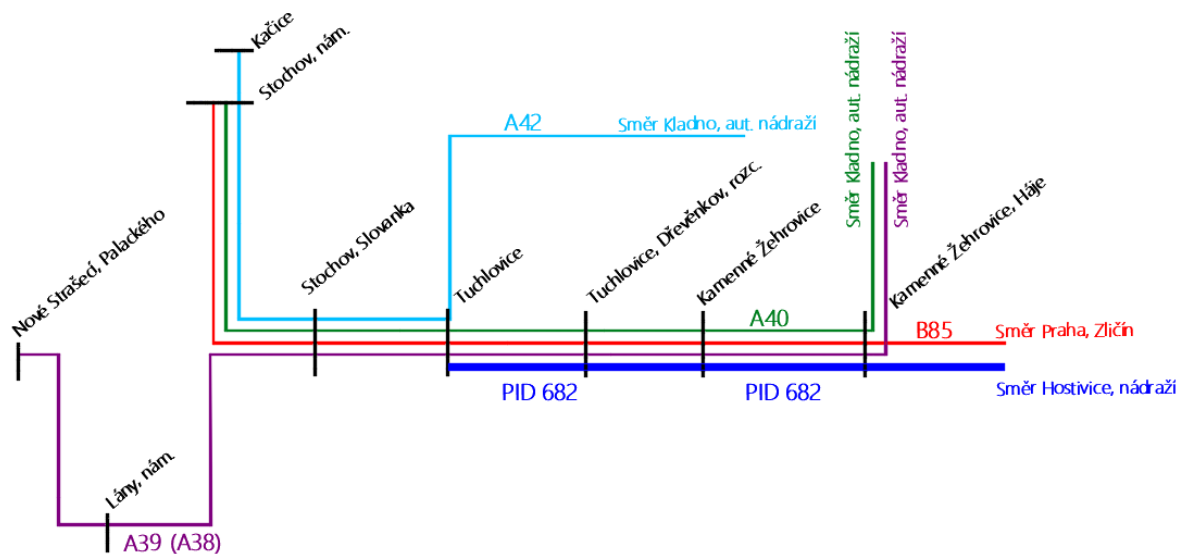 Kačice
Stochov, nám.
Směr Kladno, aut. nádraží
Směr Kladno, aut. nádraží
A42
Směr Kladno, aut. nádraží
Nové Strašecí, Palackého
Stochov, Slovanka
Tuchlovice
Tuchlovice, Dřevěnkov, rozc.
Kamenné Žehrovice
Kamenné Žehrovice, Háje
A40
B85
Směr Praha, Zličín
PID 682
PID 682
Směr Hostivice, nádraží
Lány, nám.
A39 (A38)